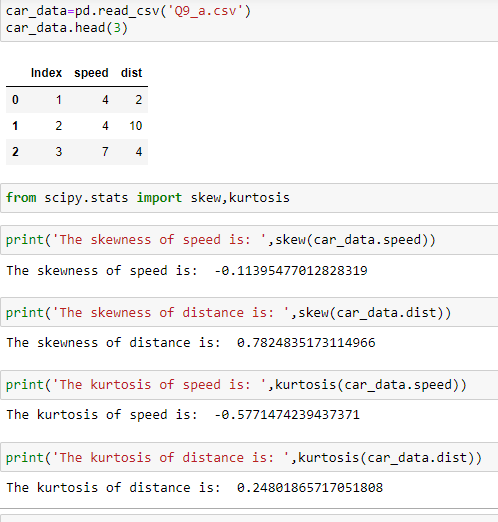 car_data=pd.read_csv('Q9_a.csv')
car_data.head(3)
Index speed dist
0 1 4 2
1 2 4 10
2 3 7 4
from scipy.stats import skew,kurtosis
print('The skewness of speed is: ',skew(car_data.speed))
The skewness of speed is:  -0.11395477012828319
print('The skewness of distance is: ',skew(car_data.dist))
The skewness of distance is:  0.7824835173114966
print('The kurtosis of speed is: ',kurtosis(car_data.speed))
The kurtosis of speed is:  -0.5771474239437371
print('The kurtosis of distance is: ',kurtosis(car_data.dist))
The kurtosis of distance is:  0.24801865717051808